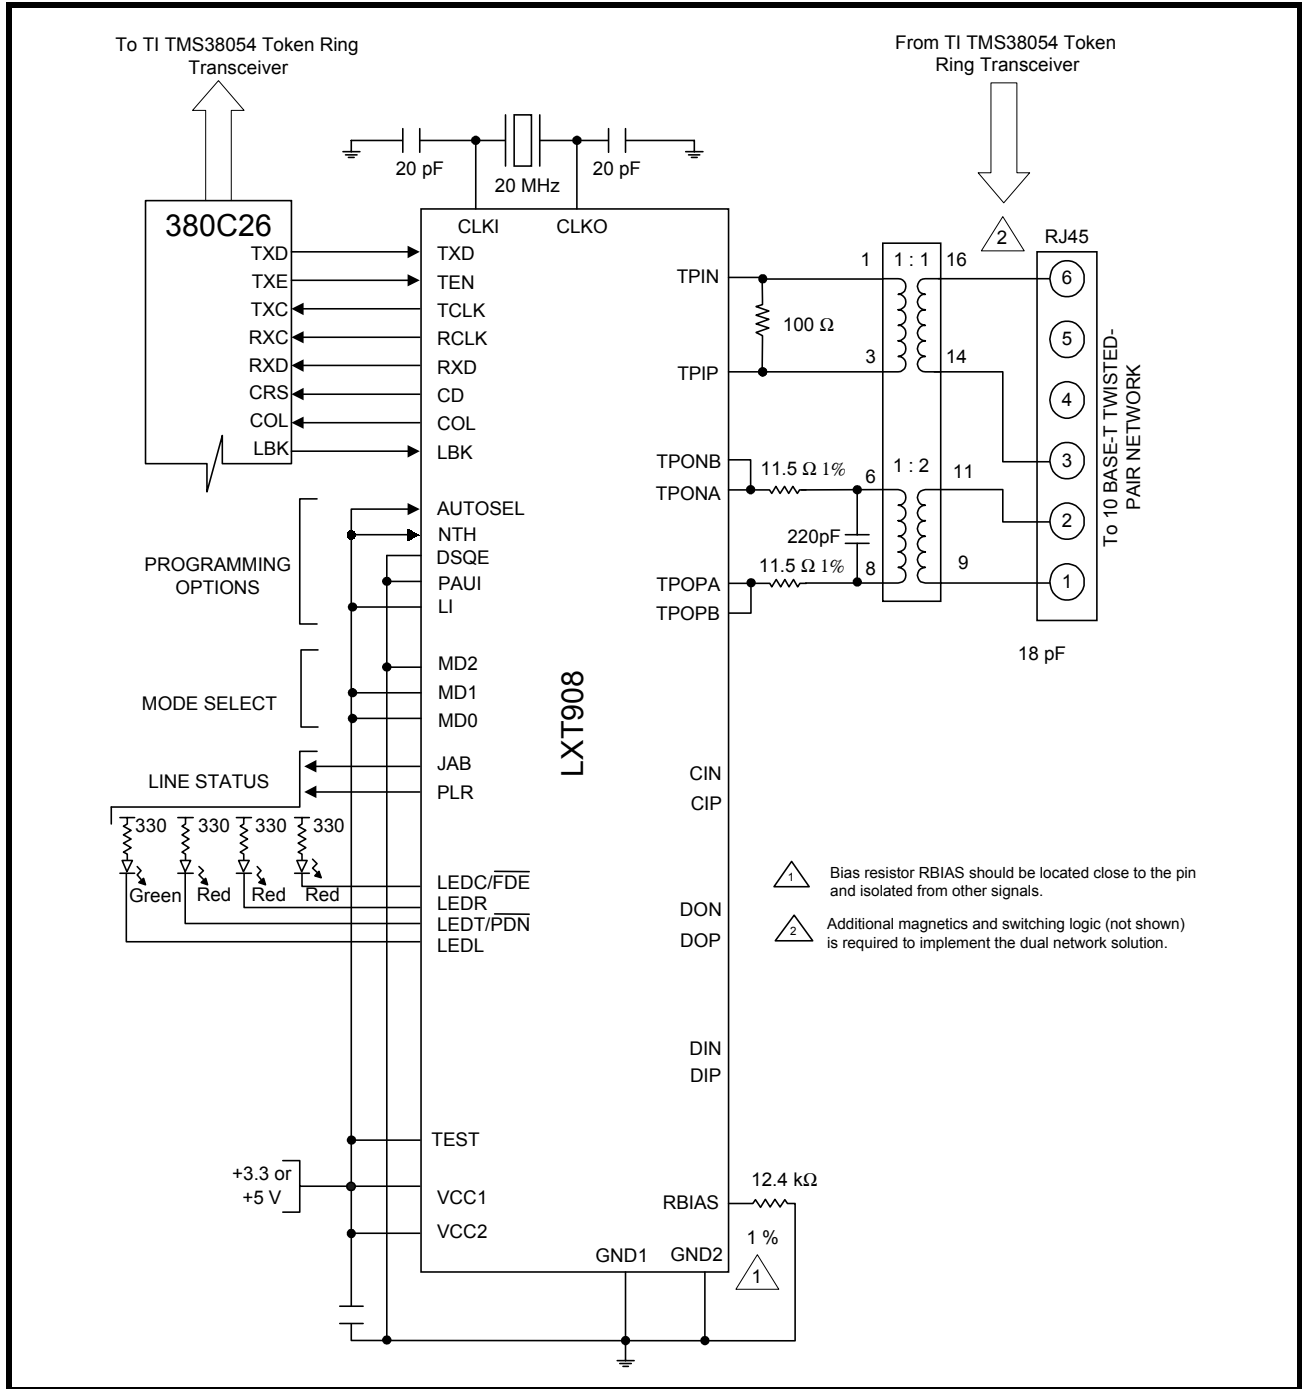 To TI TMS38054 Token Ring
Transceiver
From TI TMS38054 Token
Ring Transceiver
20 pF
20 MHz
20 pF
380C26
TXD
TXE
TXC
RXC
RXD
CRS
COL
LBK
CLKI
CLKO
TXD
TEN
TCLK
RCLK
RXD
CD
COL
LBK
PROGRAMMING
OPTIONS
AUTOSEL
NTH
DSQE
PAUI
LI
MODE SELECT
MD2
MD1
MD0
LINE STATUS
JAB
PLR
330
330
330
330
Green
Red
Red
Red
LEDC/FDE
LEDR
LEDT/PDN
LEDL
TEST
+3.3 or
+5 V
VCC1
VCC2
LXT908
GND1
GND2
TPIN
TPIP
100 Ω
TPONB
TPONA
11.5 Ω 1%
220pF
11.5 Ω 1%
TPOPA
TPOPB
1
1 : 1
16
3
14
6
1 : 2
11
8
9
2
RJ45
6
5
4
3
2
1
To 10 BASE-T TWISTED-
PAIR NETWORK
18 pF
CIN
CIP
DON
DOP
DIN
DIP
1
Bias resistor RBIAS should be located close to the pin
and isolated from other signals.
2
Additional magnetics and switching logic (not shown)
is required to implement the dual network solution.
RBIAS
12.4 kΩ
1 %
1